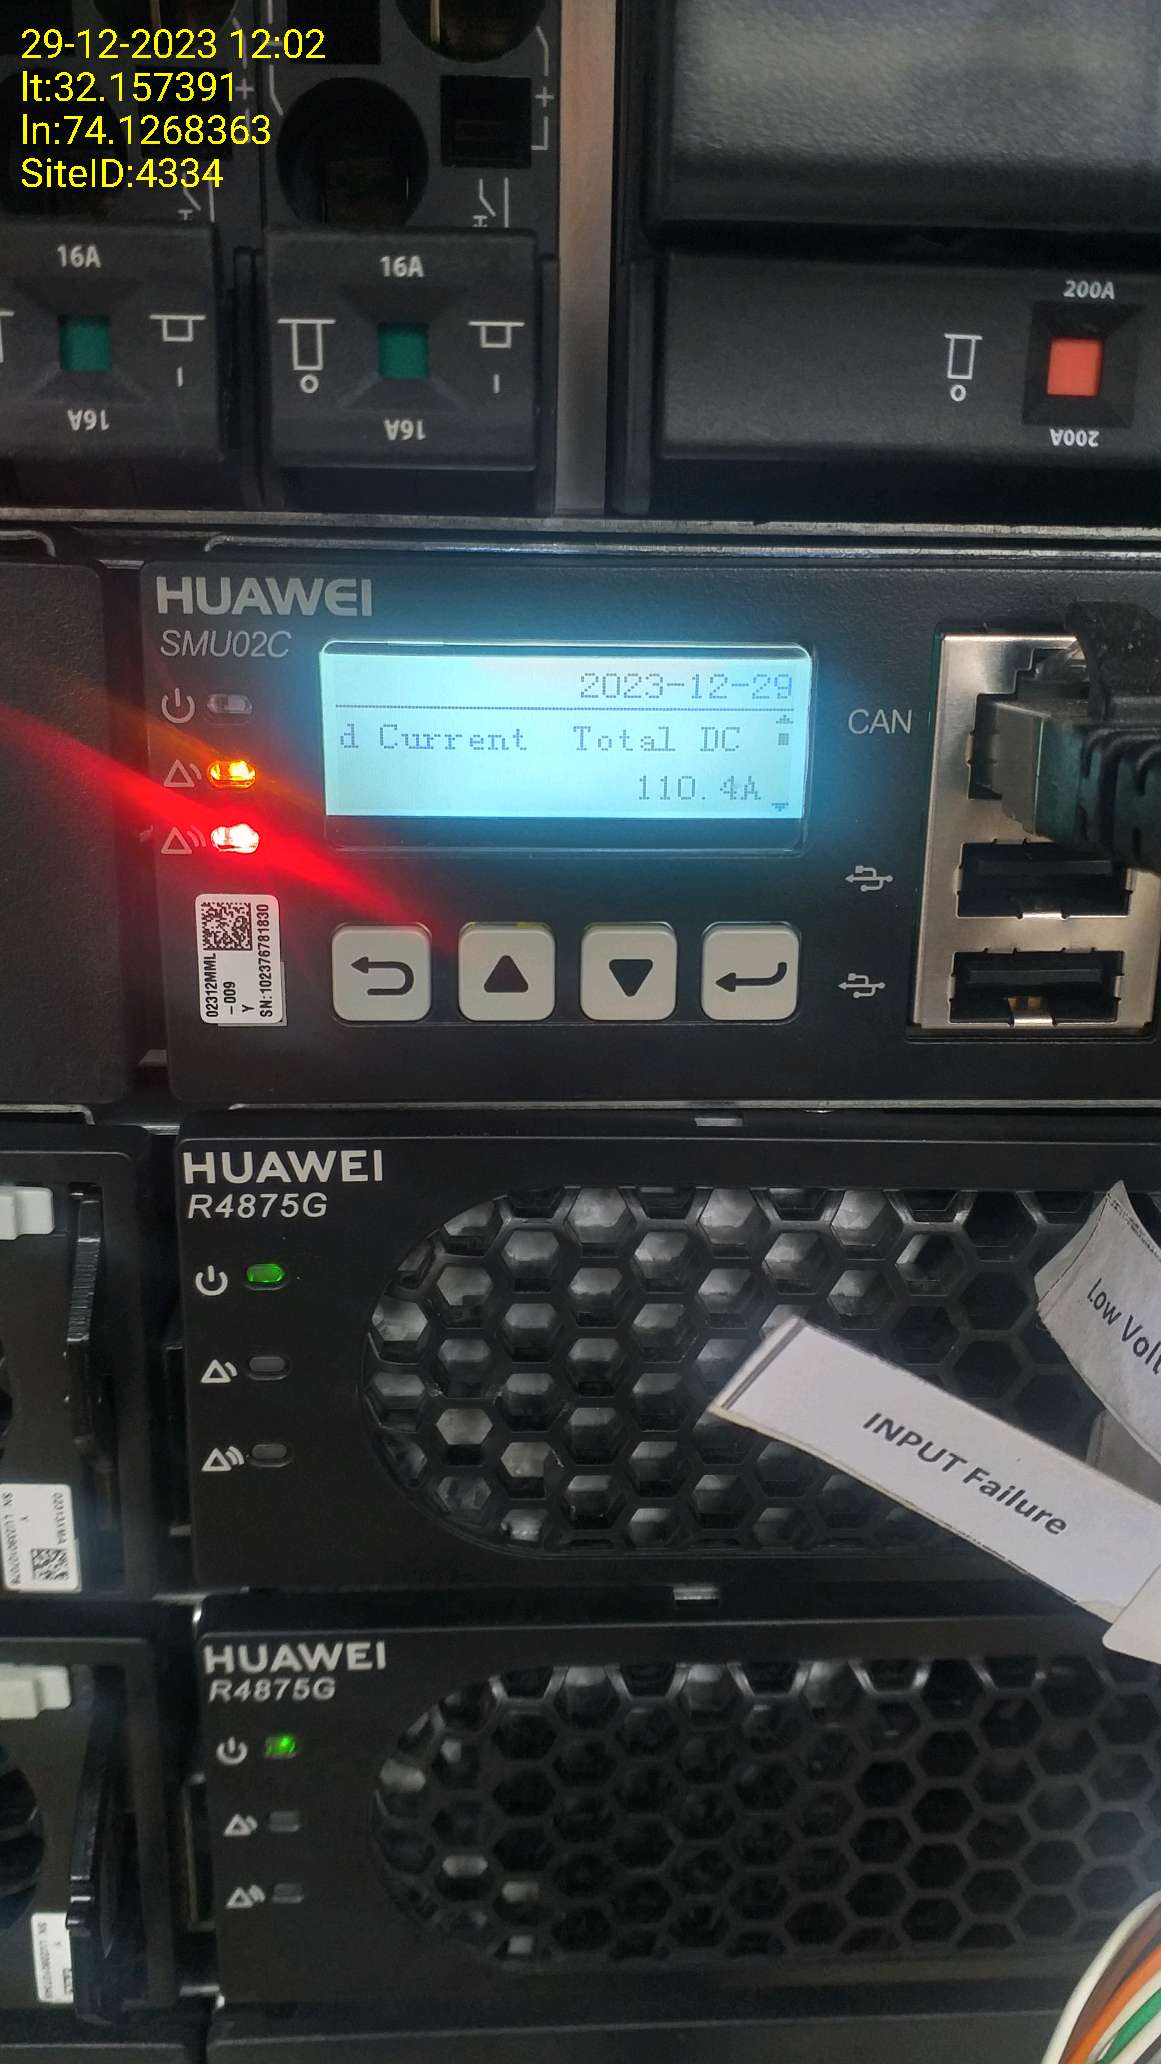 29-12-2023 12:02
lt:32.157391
ln:74.1268363
SiteID:4334
16A
16A
200A
O
I
O
I
16A
16A
200A
HUAWEI
SMU02C
2023-12-29
d Current Total DC
110.4A
CAN
02312MML
-009
Y
SN:102376781830
HUAWEI
R4875G
Low Volt
INPUT Failure
HUAWEI
R4875G